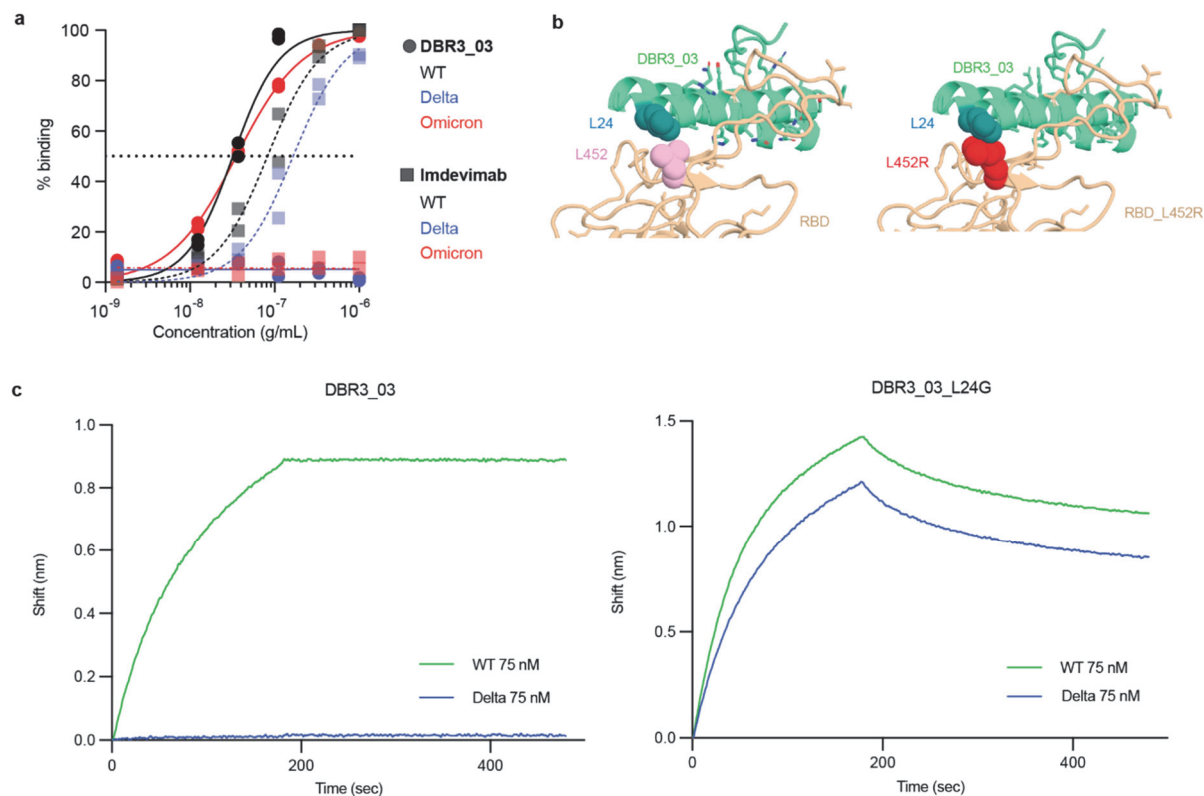 a
100
80
60
40
20
0
% binding
10-9
10-8
10-7
10-6
Concentration (g/mL)
DBR3_03
WT
Delta
Omicron
Imdevimab
WT
Delta
Omicron
b
DBR3_03
L24
L452
RBD
DBR3_03
L24
L452R
RBD_L452R
c
DBR3_03
1.0
0.8
0.6
0.4
0.2
0.0
Shift (nm)
WT 75 nM
Delta 75 nM
0
200
400
Time (sec)
DBR3_03_L24G
1.5
1.0
0.5
0.0
Shift (nm)
WT 75 nM
Delta 75 nM
0
200
400
Time (sec)